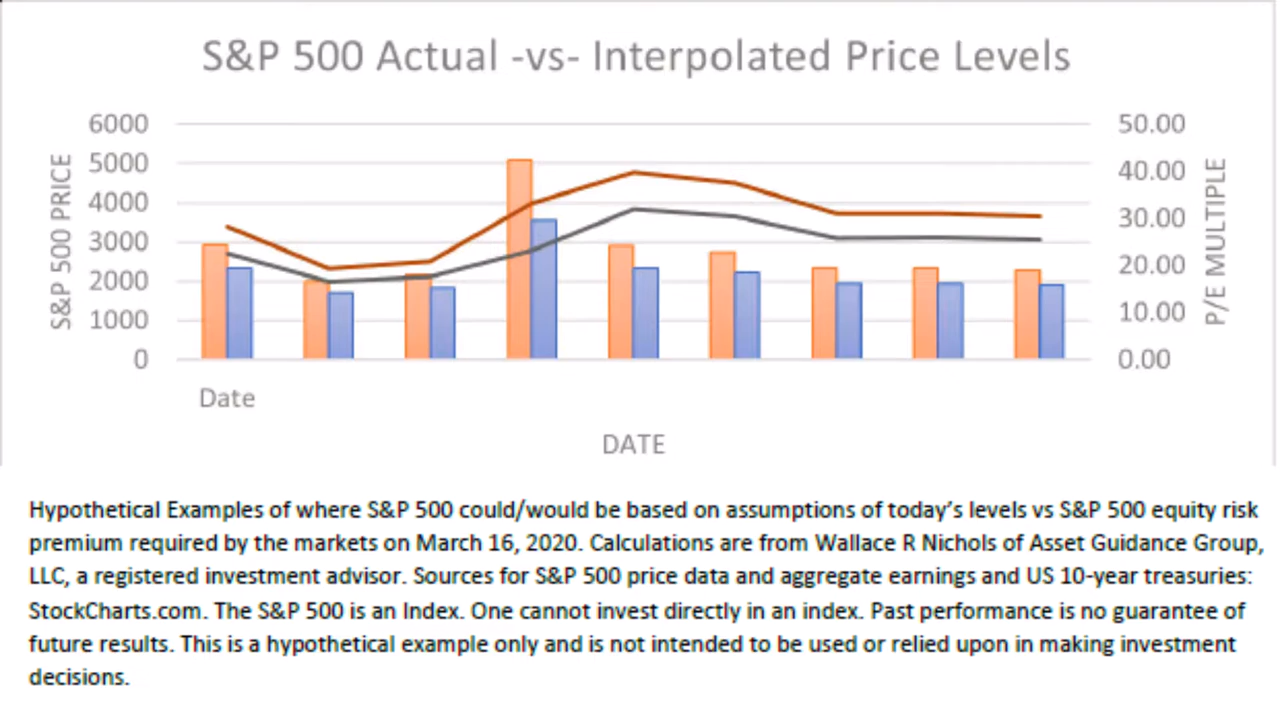 S&P 500 Actual -vs- Interpolated Price Levels
S&P 500 PRICE
6000
5000
4000
3000
2000
1000
0
50.00
40.00
30.00
20.00
10.00
0.00
P/E MULTIPLE
Date
DATE
Hypothetical Examples of where S&P 500 could/would be based on assumptions of today's levels vs S&P 500 equity risk
premium required by the markets on March 16, 2020. Calculations are from Wallace R Nichols of Asset Guidance Group,
LLC, a registered investment advisor. Sources for S&P 500 price data and aggregate earnings and US 10-year treasuries:
StockCharts.com. The S&P 500 is an Index. One cannot invest directly in an index. Past performance is no guarantee of
future results. This is a hypothetical example only and is not intended to be used or relied upon in making investment
decisions.